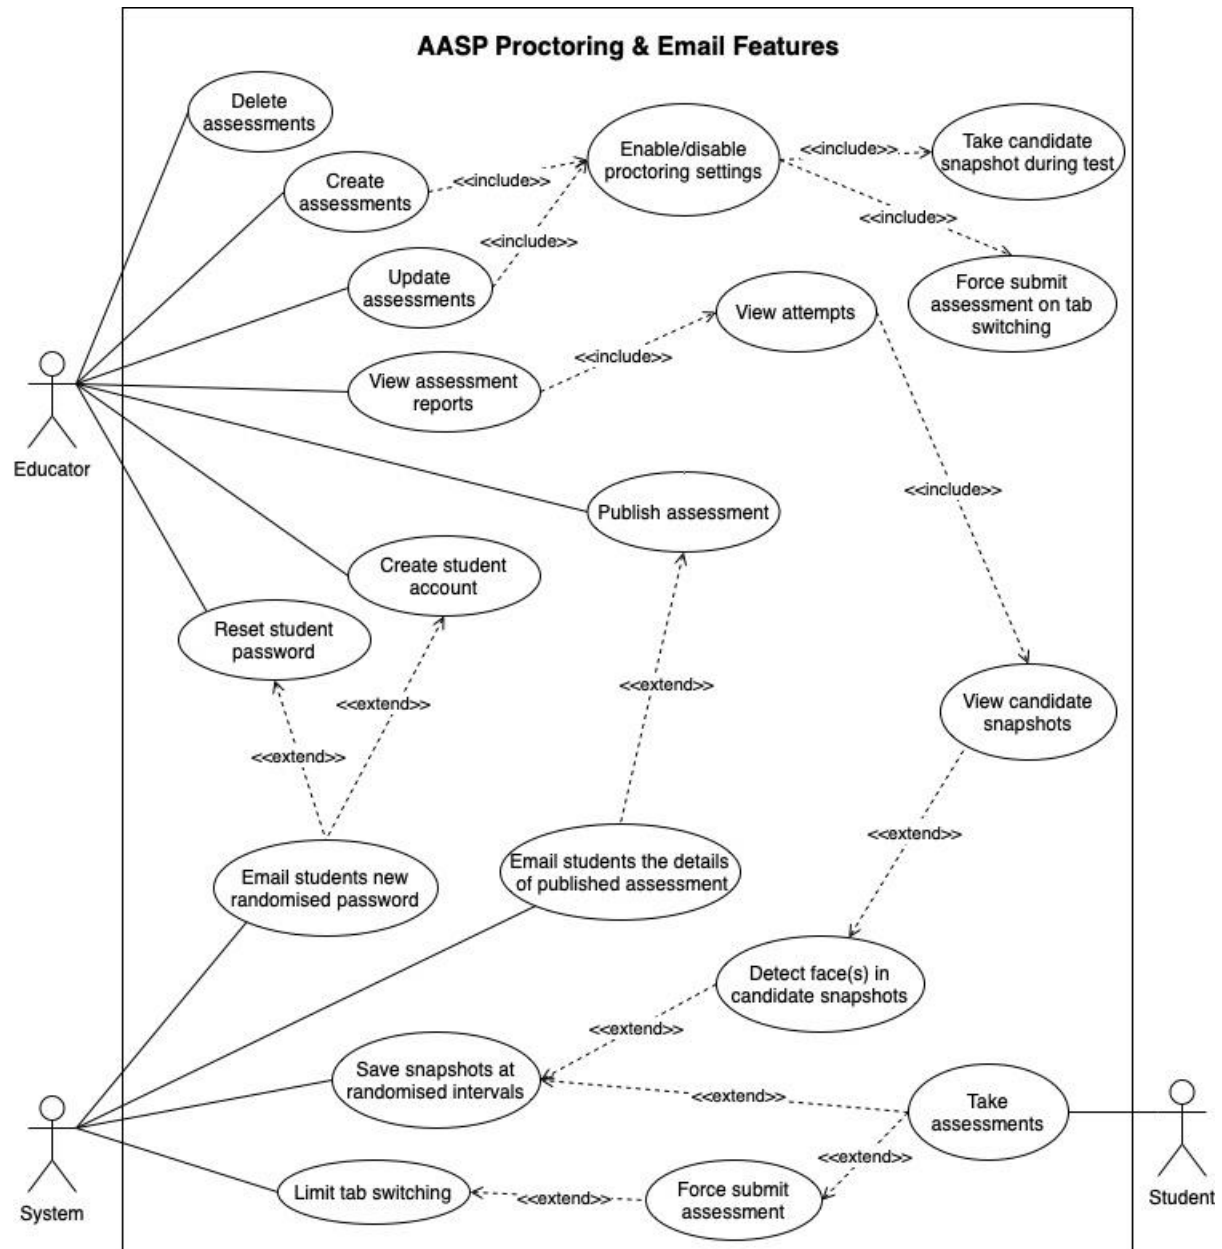 AASP Proctoring & Email Features
Delete
assessments
Create
assessments
<<include>>
Enable/disable
proctoring settings
<<include>>
Take candidate
snapshot during test
<<include>>
<<include>>
Update
assessments
Force submit
assessment on tab
switching
View attempts
<<include>>
View assessment
reports
Educator
<<include>>
Publish assessment
Create student
account
Reset student
password
<<extend>>
<<extend>>
<<extend>>
View candidate
snapshots
<<extend>>
Email students new
randomised password
Email students the details
of published assessment
Detect face(s) in
candidate snapshots
<<extend>>
Save snapshots at
randomised intervals
<<extend>>
Take
assessments
<<extend>>
Limit tab switching
<<extend>>
Force submit
assessment
System
Student